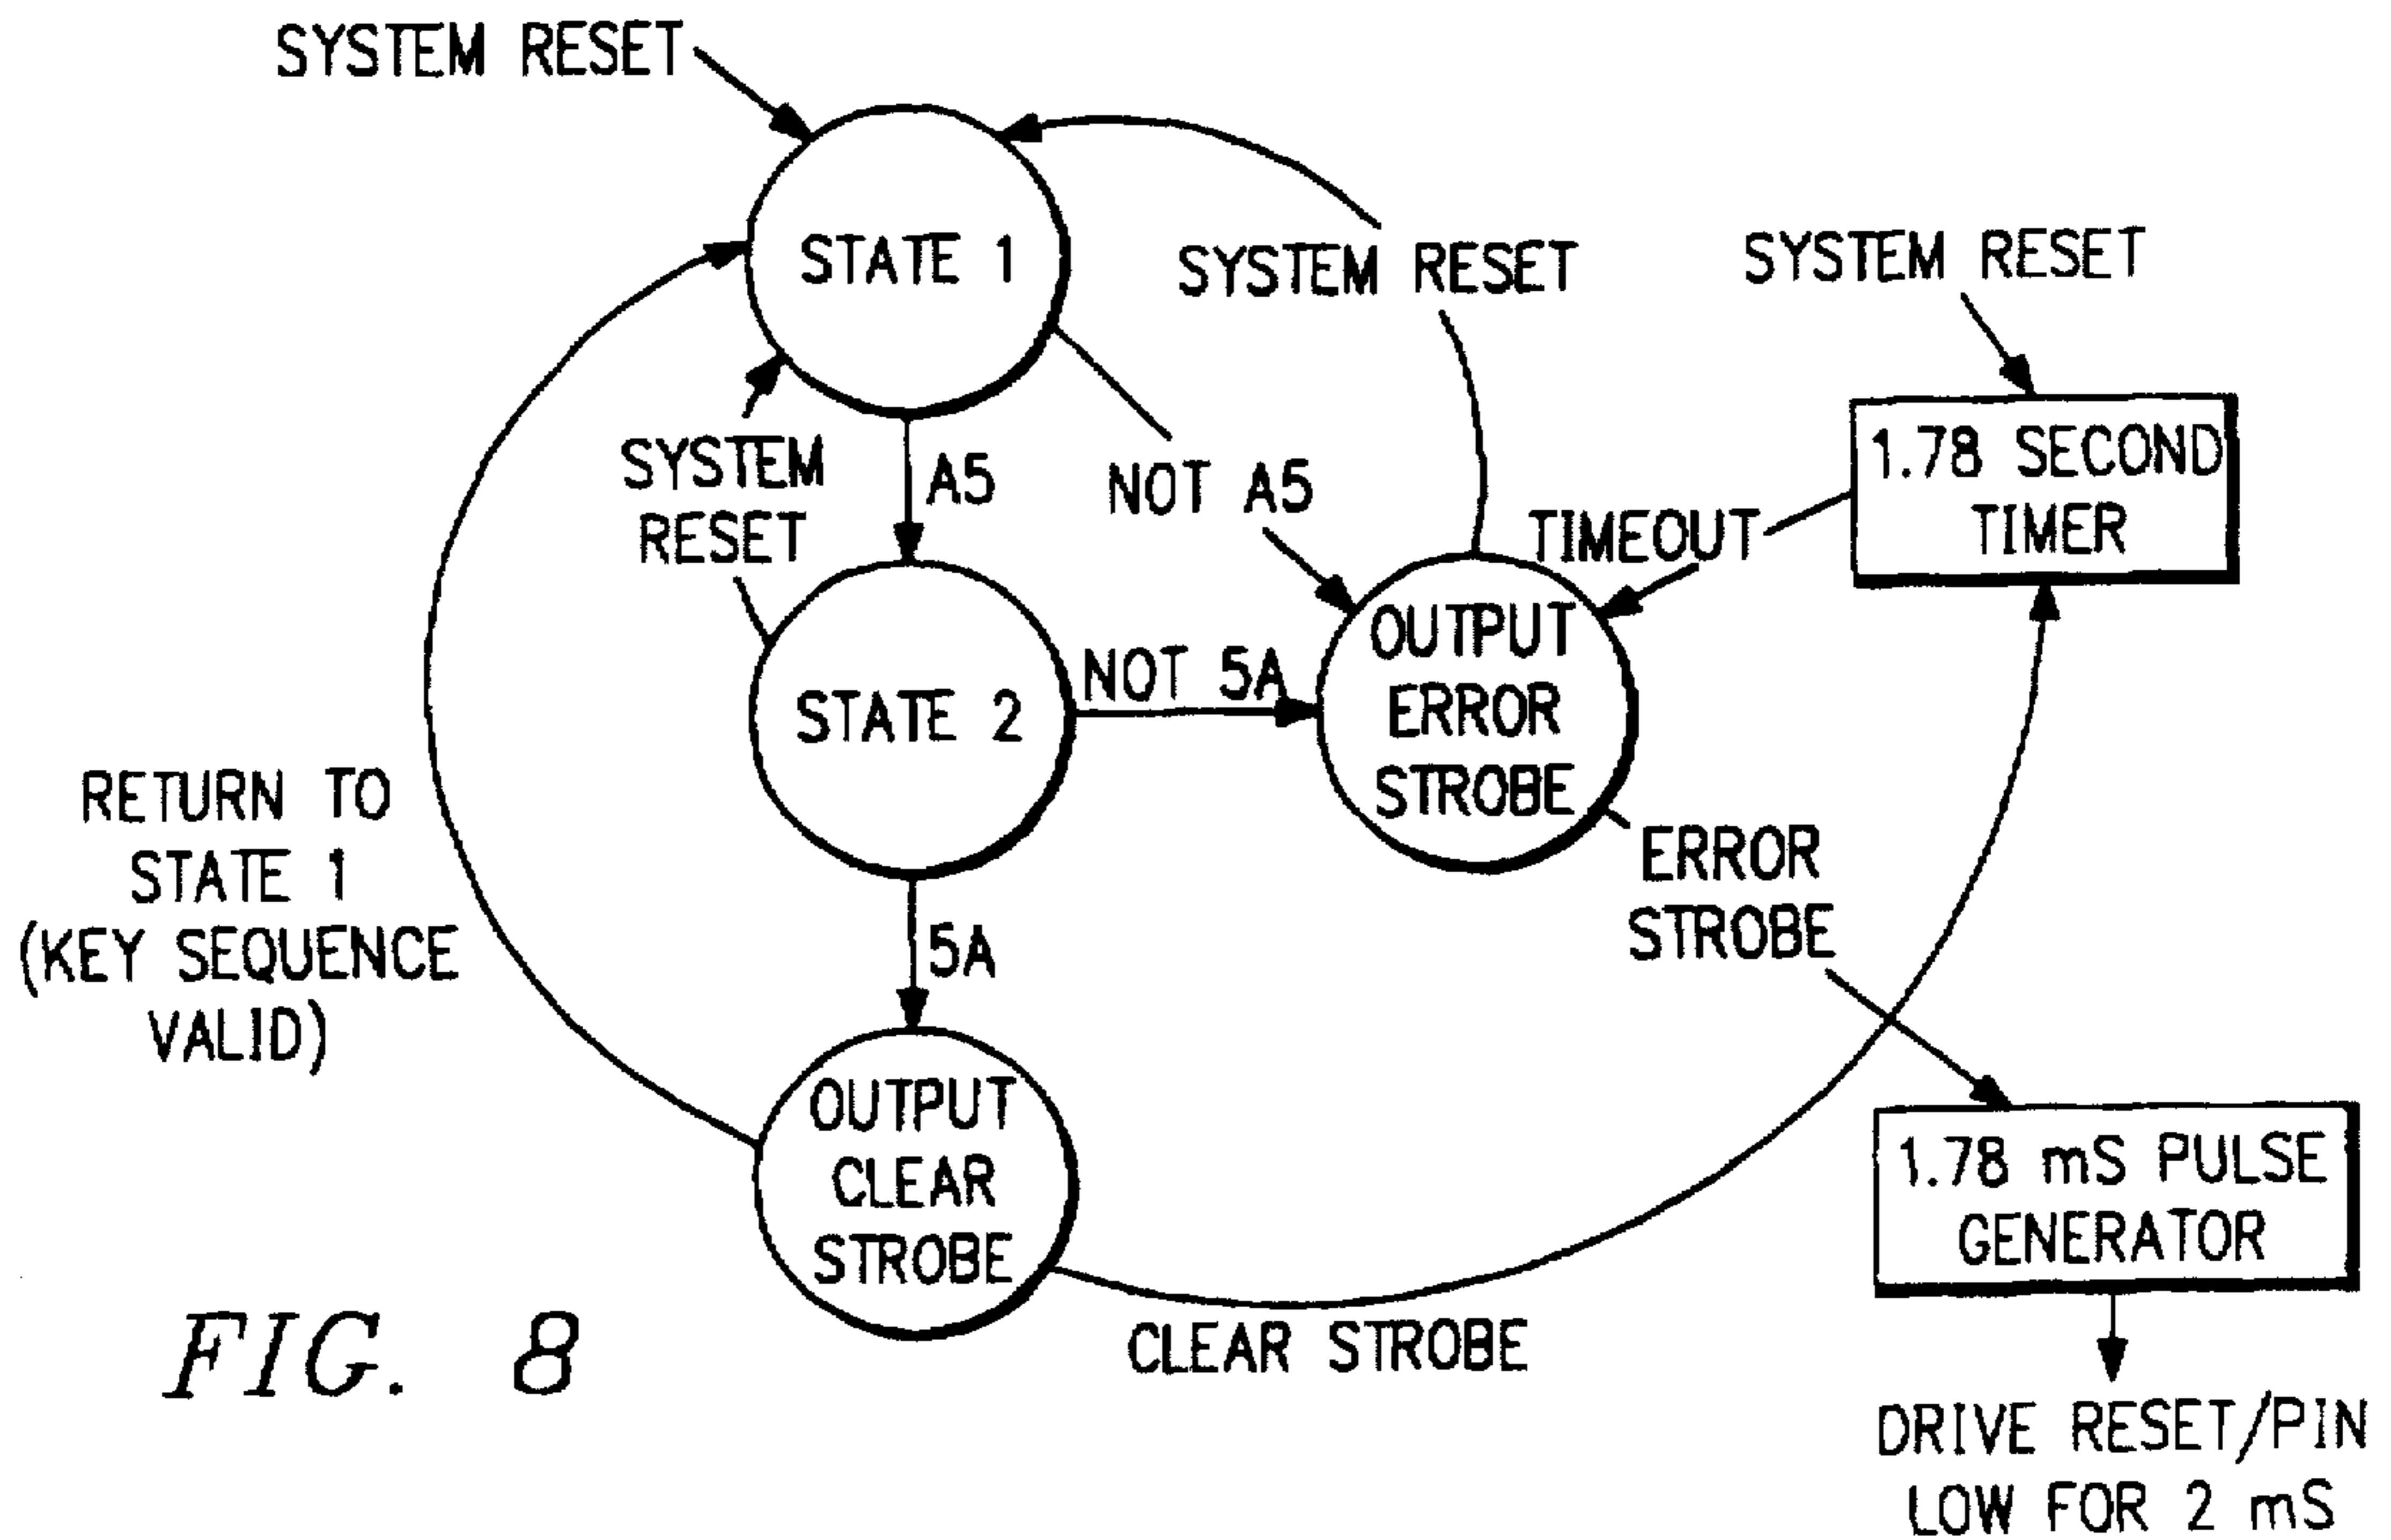 SYSTEM RESET
STATE 1
SYSTEM RESET
SYSTEM RESET
1.78 SECOND
TIMER
SYSTEM
RESET
A5
NOT A5
TIMEOUT
STATE 2
NOT 5A
OUTPUT
ERROR
STROBE
RETURN TO
STATE 1
(KEY SEQUENCE
VALID)
5A
ERROR
STROBE
OUTPUT
CLEAR
STROBE
1.78 mS PULSE
GENERATOR
CLEAR STROBE
DRIVE RESET/PIN
LOW FOR 2 mS
FIG. 8